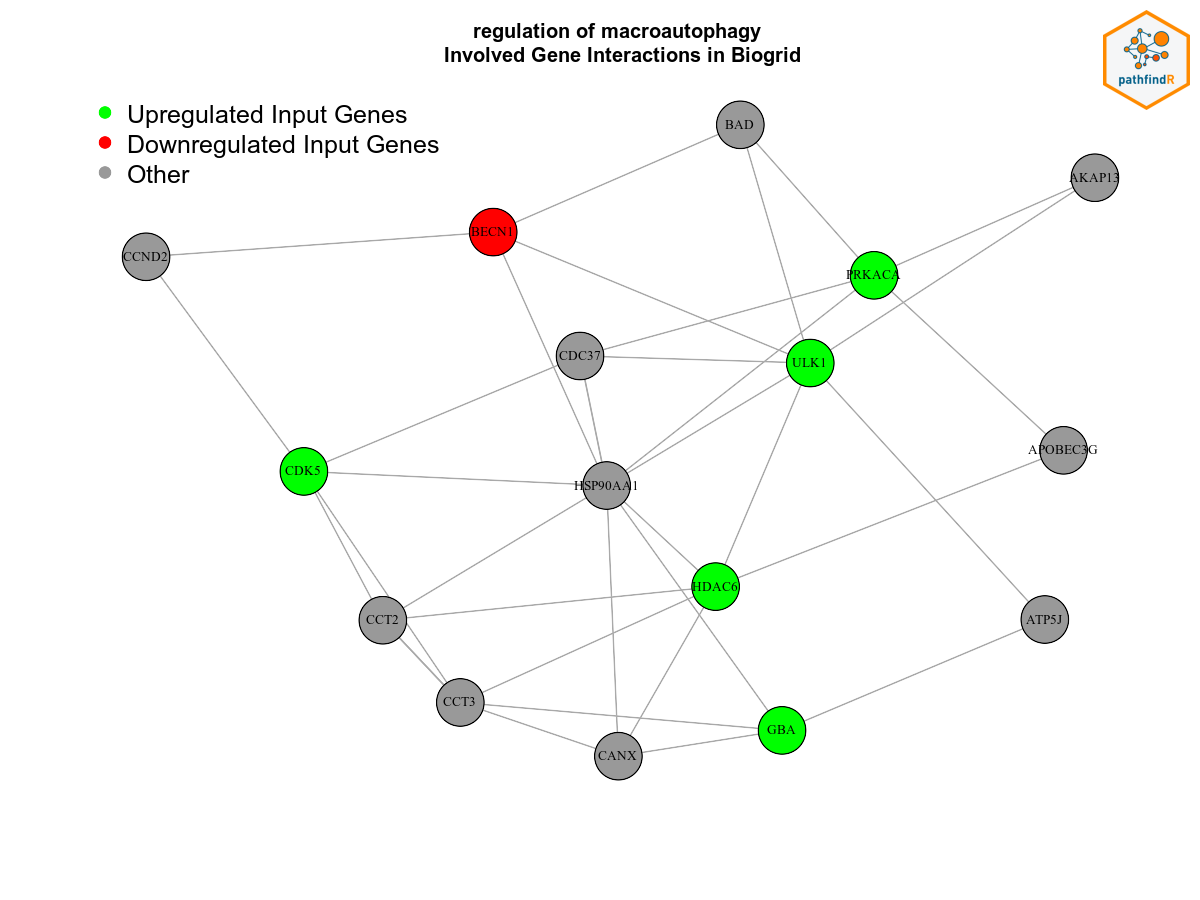 regulation of macroautophagy
Involved Gene Interactions in Biogrid
pathfindR
Upregulated Input Genes
Downregulated Input Genes
Other
BAD
AKAP13
BECN1
CCND2
PRKACA
CDC37
ULK1
APOBEC3G
CDK5
HSP90AA1
HDAC6
CCT2
ATP5J
CCT3
GBA
CANX